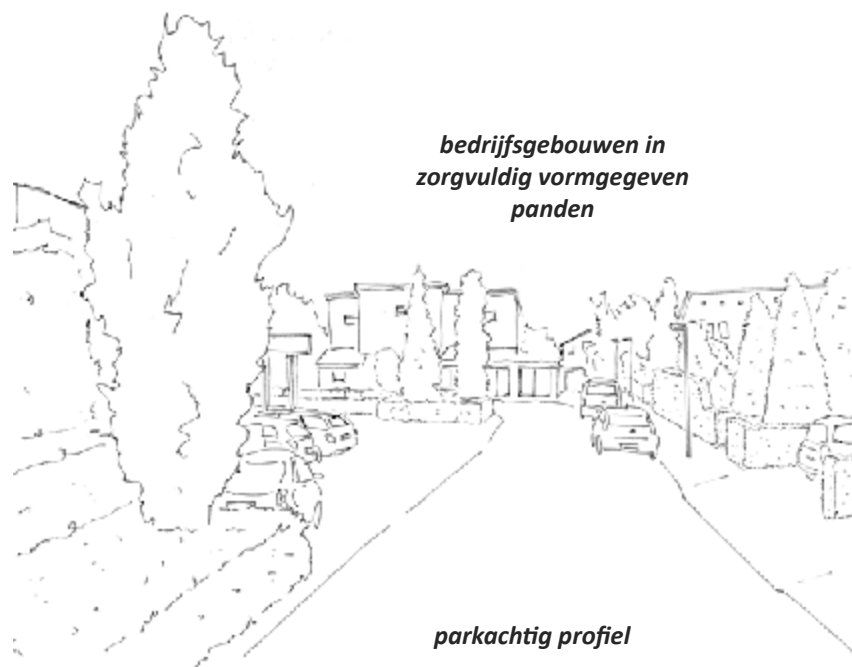 bedrijfsgebouwen in
zorgvuldig vormgegeven
panden
parkachtig profiel